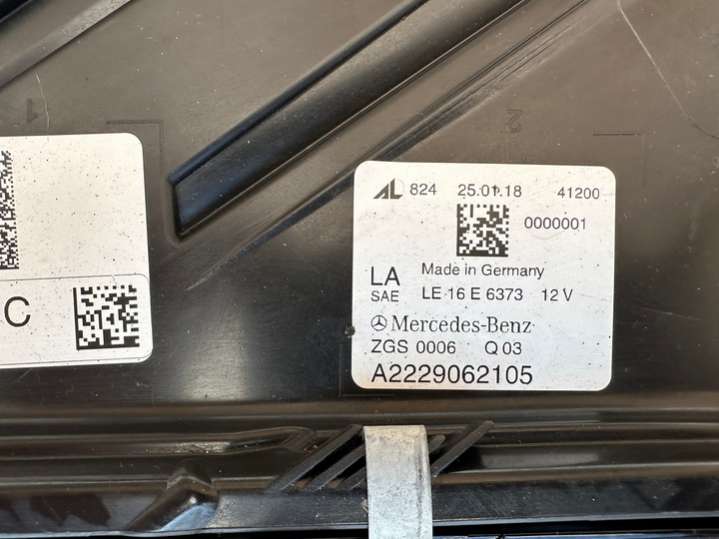 AL 824 25.01.18 41200
0000001
LA Made in Germany
SAE LE 16 E 6373 12 V
Mercedes-Benz
ZGS 0006 Q 03
A2229062105
C